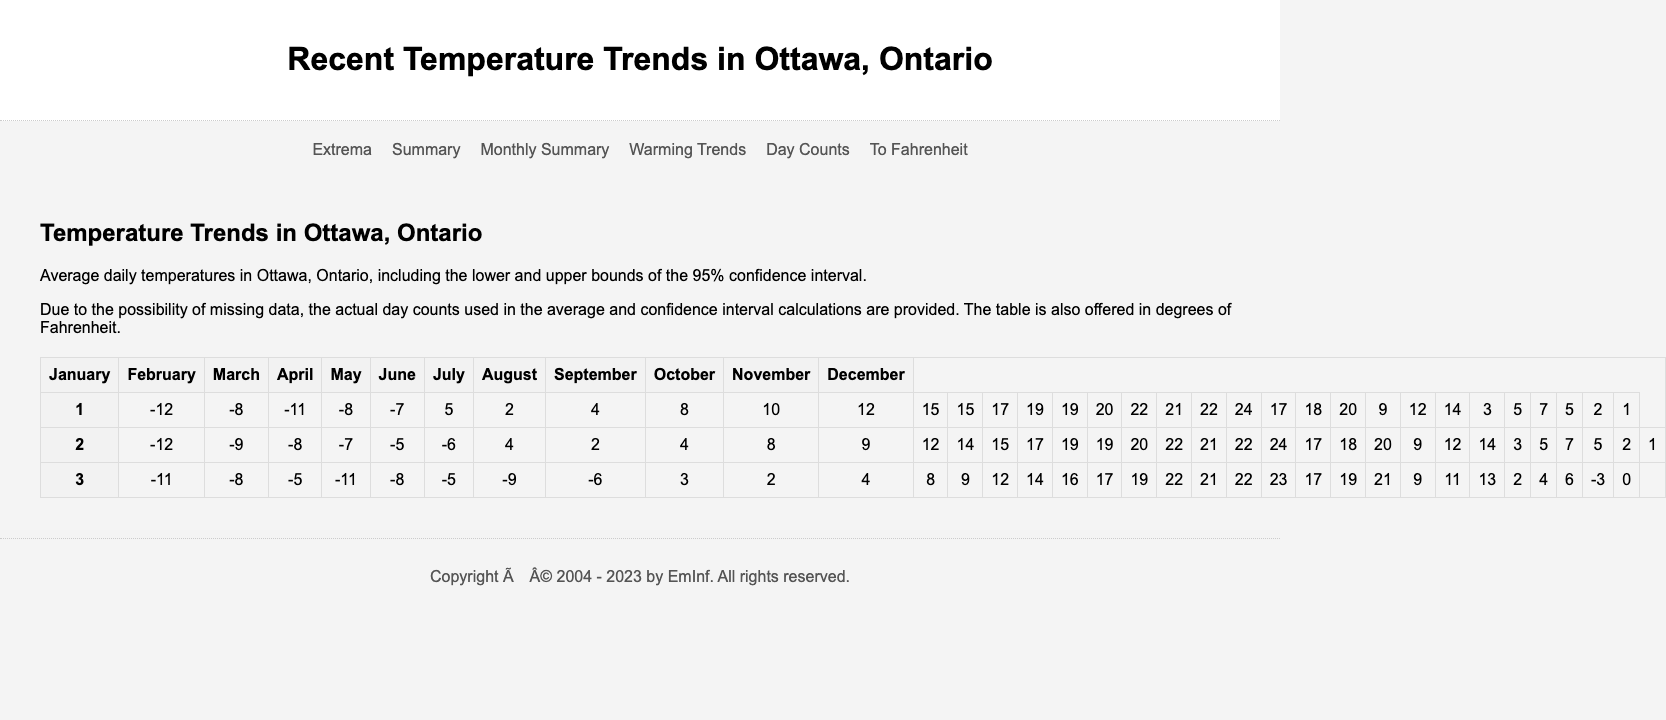 Recent Temperature Trends in Ottawa, Ontario
Extrema Summary Monthly Summary Warming Trends Day Counts To Fahrenheit
Temperature Trends in Ottawa, Ontario
Average daily temperatures in Ottawa, Ontario, including the lower and upper bounds of the 95% confidence interval.
Due to the possibility of missing data, the actual day counts used in the average and confidence interval calculations are provided. The table is also offered in degrees of
Fahrenheit.
January February March April May June July August September October November December
1 -12 -8 -11 -8 -7 5 2 4 8 10 12 15 15 17 19 19 20 22 21 22 24 17 18 20 9 12 14 3 5 7 5 2 1
2 -12 -9 -8 -7 -5 -6 4 2 4 8 9 12 14 15 17 19 19 20 22 21 22 24 17 18 20 9 12 14 3 5 7 5 2 1
3 -11 -8 -5 -11 -8 -5 -9 -6 3 2 4 8 9 12 14 16 17 19 22 21 22 23 17 19 21 9 11 13 2 4 6 -3 0
Copyright Ã Â© 2004 - 2023 by EmInf. All rights reserved.